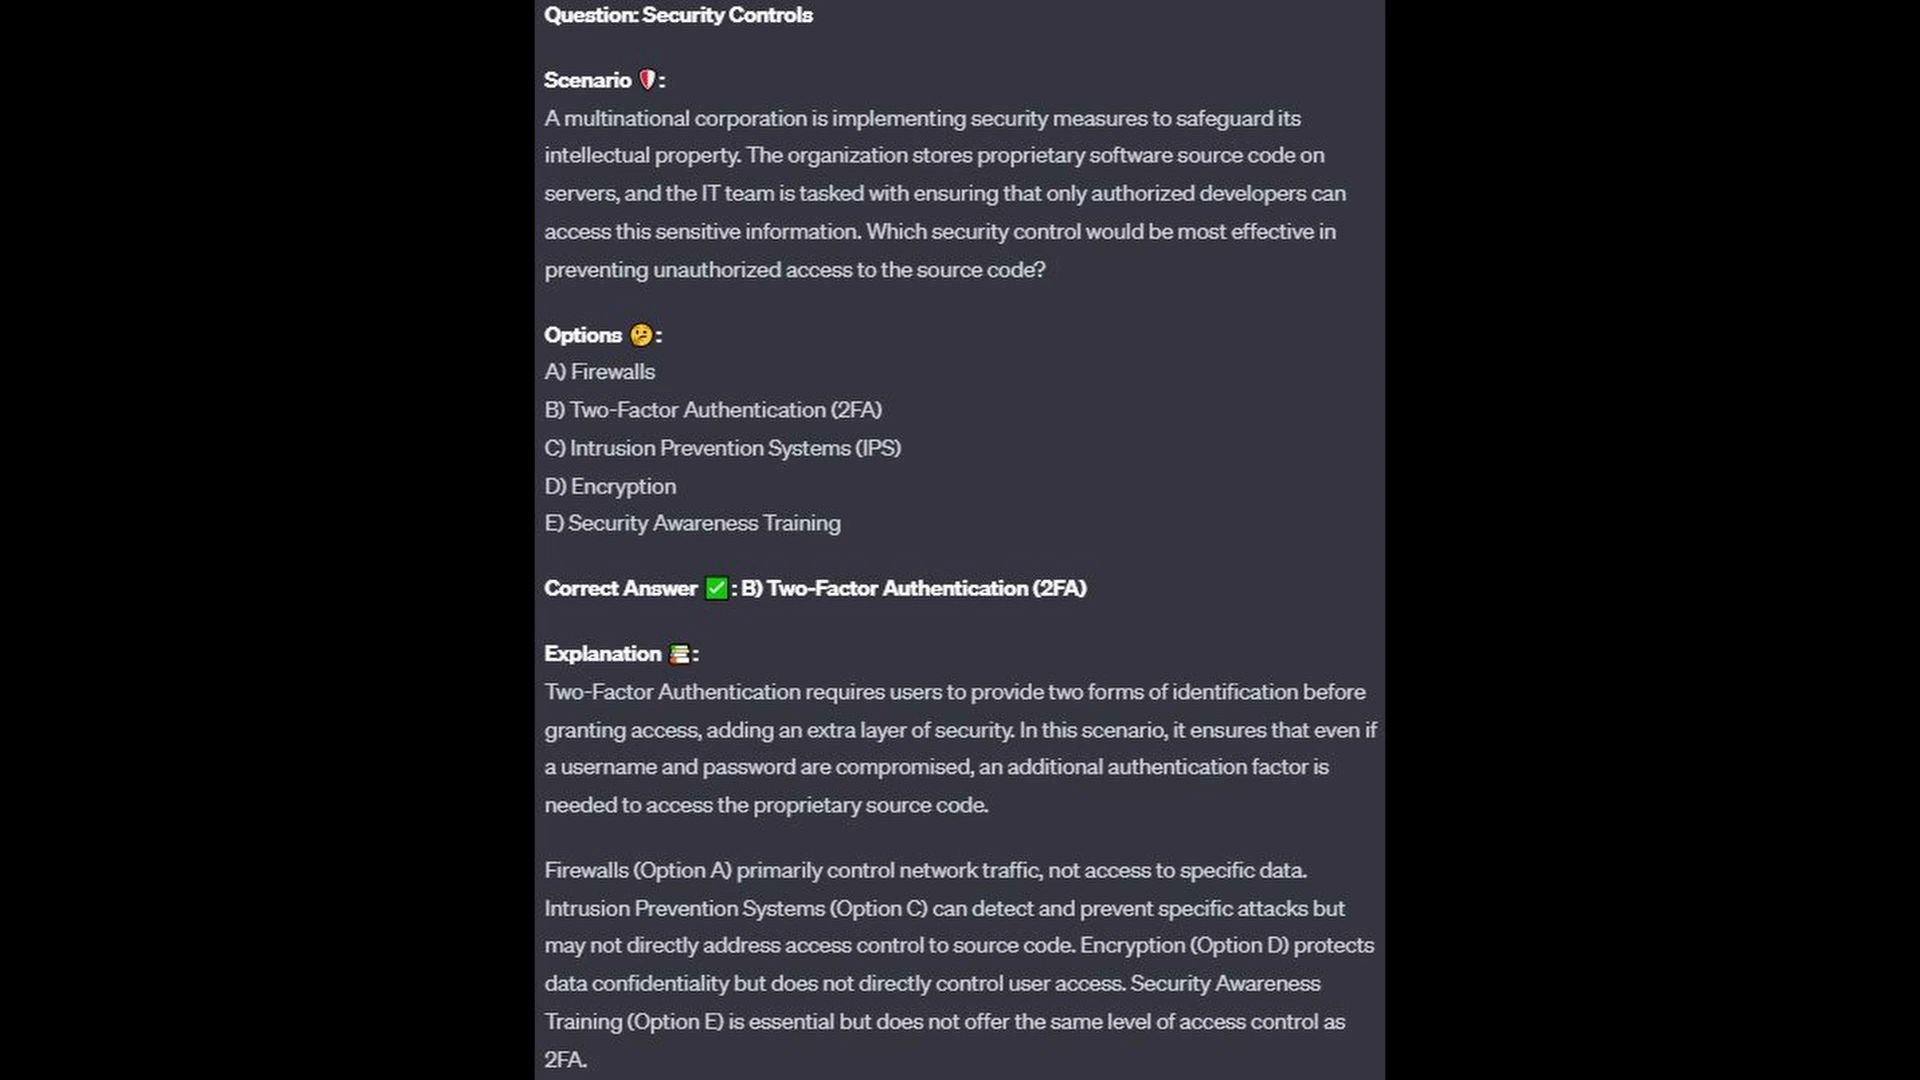 Question: Security Controls
Scenario 🛡️:
A multinational corporation is implementing security measures to safeguard its
intellectual property. The organization stores proprietary software source code on
servers, and the IT team is tasked with ensuring that only authorized developers can
access this sensitive information. Which security control would be most effective in
preventing unauthorized access to the source code?
Options 🤔:
A) Firewalls
B) Two-Factor Authentication (2FA)
C) Intrusion Prevention Systems (IPS)
D) Encryption
E) Security Awareness Training
Correct Answer ✅: B) Two-Factor Authentication (2FA)
Explanation 📚:
Two-Factor Authentication requires users to provide two forms of identification before
granting access, adding an extra layer of security. In this scenario, it ensures that even if
a username and password are compromised, an additional authentication factor is
needed to access the proprietary source code.
Firewalls (Option A) primarily control network traffic, not access to specific data.
Intrusion Prevention Systems (Option C) can detect and prevent specific attacks but
may not directly address access control to source code. Encryption (Option D) protects
data confidentiality but does not directly control user access. Security Awareness
Training (Option E) is essential but does not offer the same level of access control as
2FA.